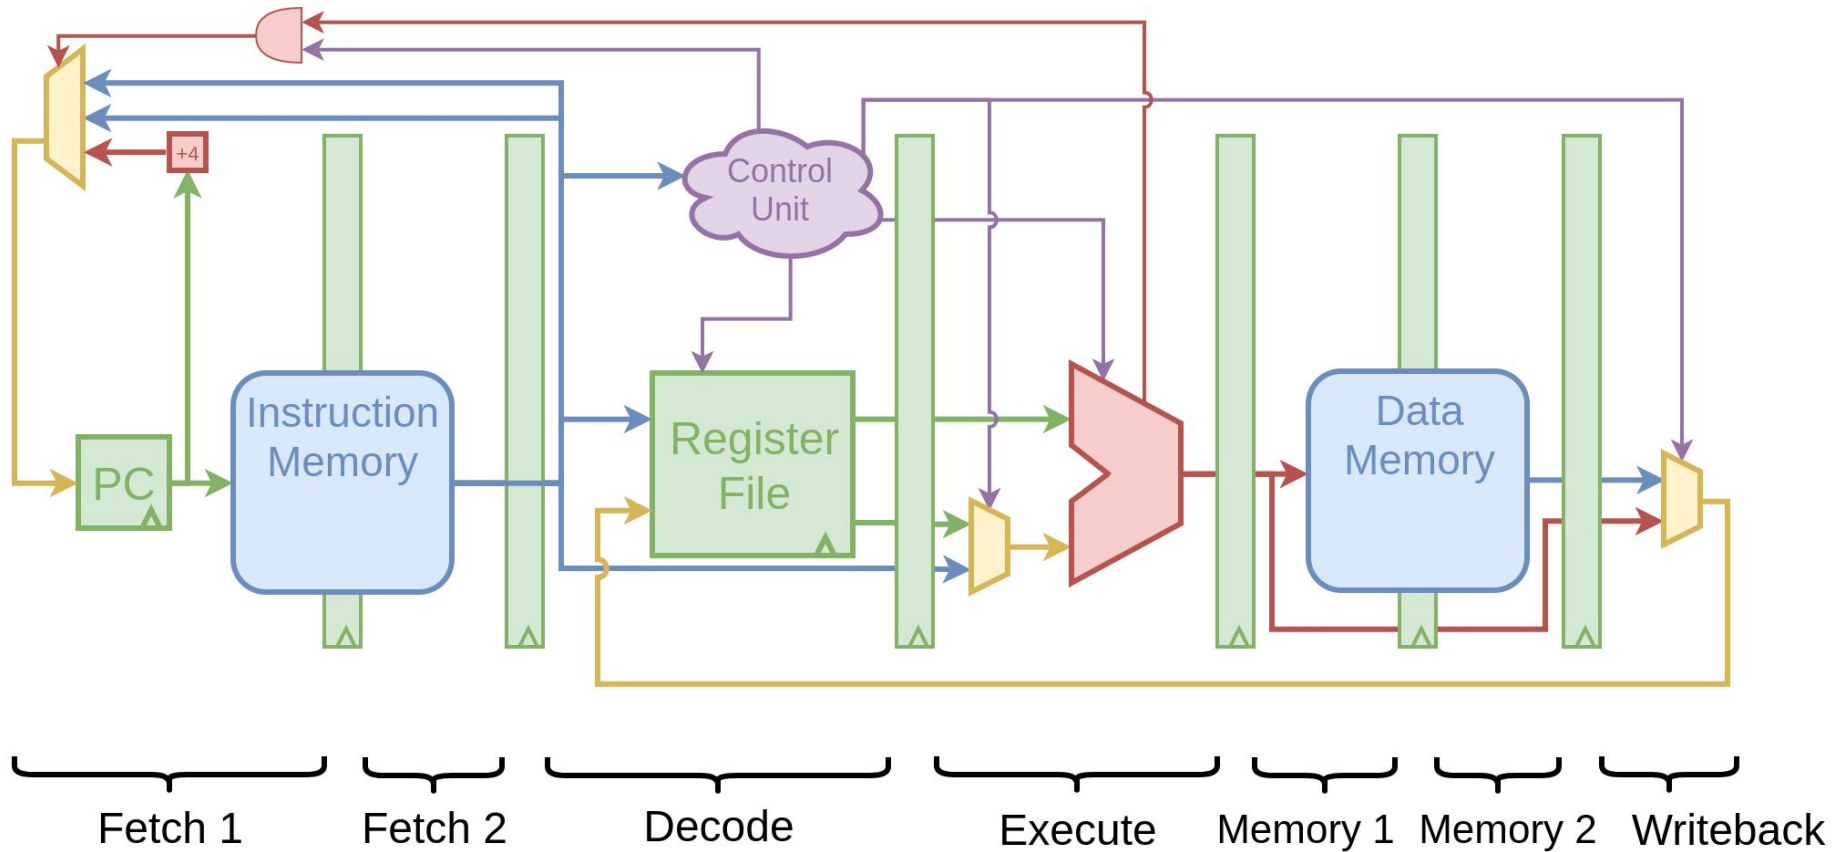 +4
Control
Unit
Instruction
Memory
PC
Register
File
Data
Memory
Fetch 1
Fetch 2
Decode
Execute
Memory 1
Memory 2
Writeback